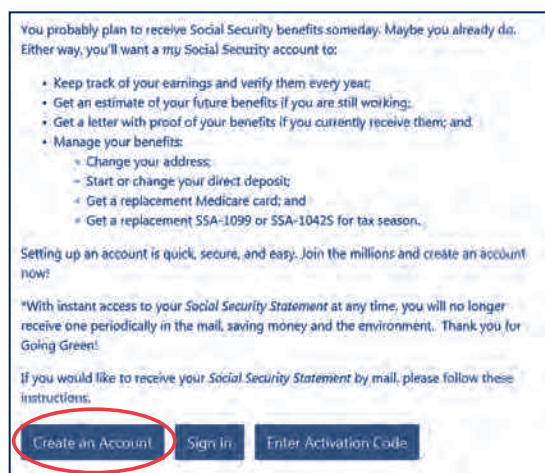 You probably plan to receive Social Security benefits someday. Maybe you already do.
Either way, you'll want a my Social Security account to:
• Keep track of your earnings and verify them every year;
• Get an estimate of your future benefits if you are still working;
• Get a letter with proof of your benefits if you currently receive them; and
• Manage your benefits:
◦ Change your address;
◦ Start or change your direct deposit;
◦ Get a replacement Medicare card; and
◦ Get a replacement SSA-1099 or SSA-1042S for tax season.
Setting up an account is quick, secure, and easy. Join the millions and create an account
now!
*With instant access to your Social Security Statement at any time, you will no longer
receive one periodically in the mail, saving money and the environment. Thank you for
Going Green!
If you would like to receive your Social Security Statement by mail, please follow these
instructions.
Create an Account Sign In Enter Activation Code